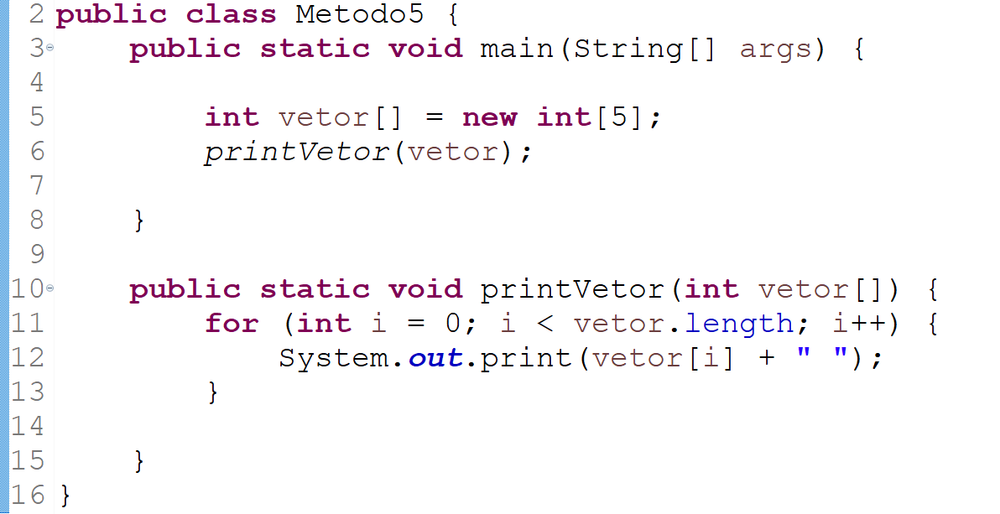 2 public class Metodo5 {
3 public static void main(String[] args) {
4
5 int vetor[] = new int[5];
6 printVetor(vetor);
7
8 }
9
10 public static void printVetor(int vetor[]) {
11 for (int i = 0; i < vetor.length; i++) {
12 System.out.print(vetor[i] + " ");
13 }
14
15 }
16 }